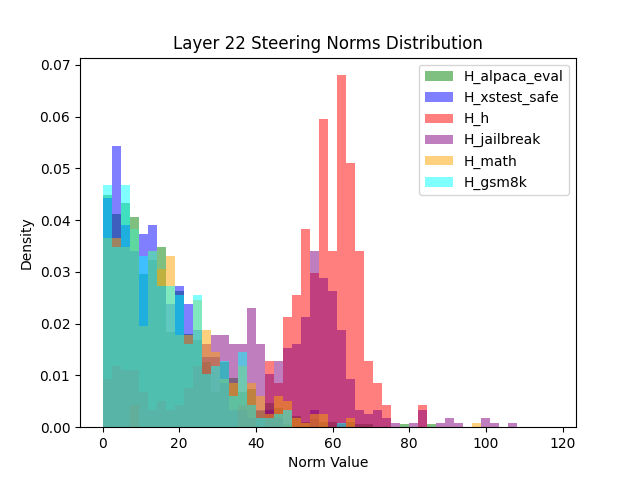 Layer 22 Steering Norms Distribution
0.07
0.06
0.05
0.04
0.03
0.02
0.01
0.00
Density
H_alpaca_eval
H_xstest_safe
H_h
H_jailbreak
H_math
H_gsm8k
0 20 40 60 80 100 120
Norm Value